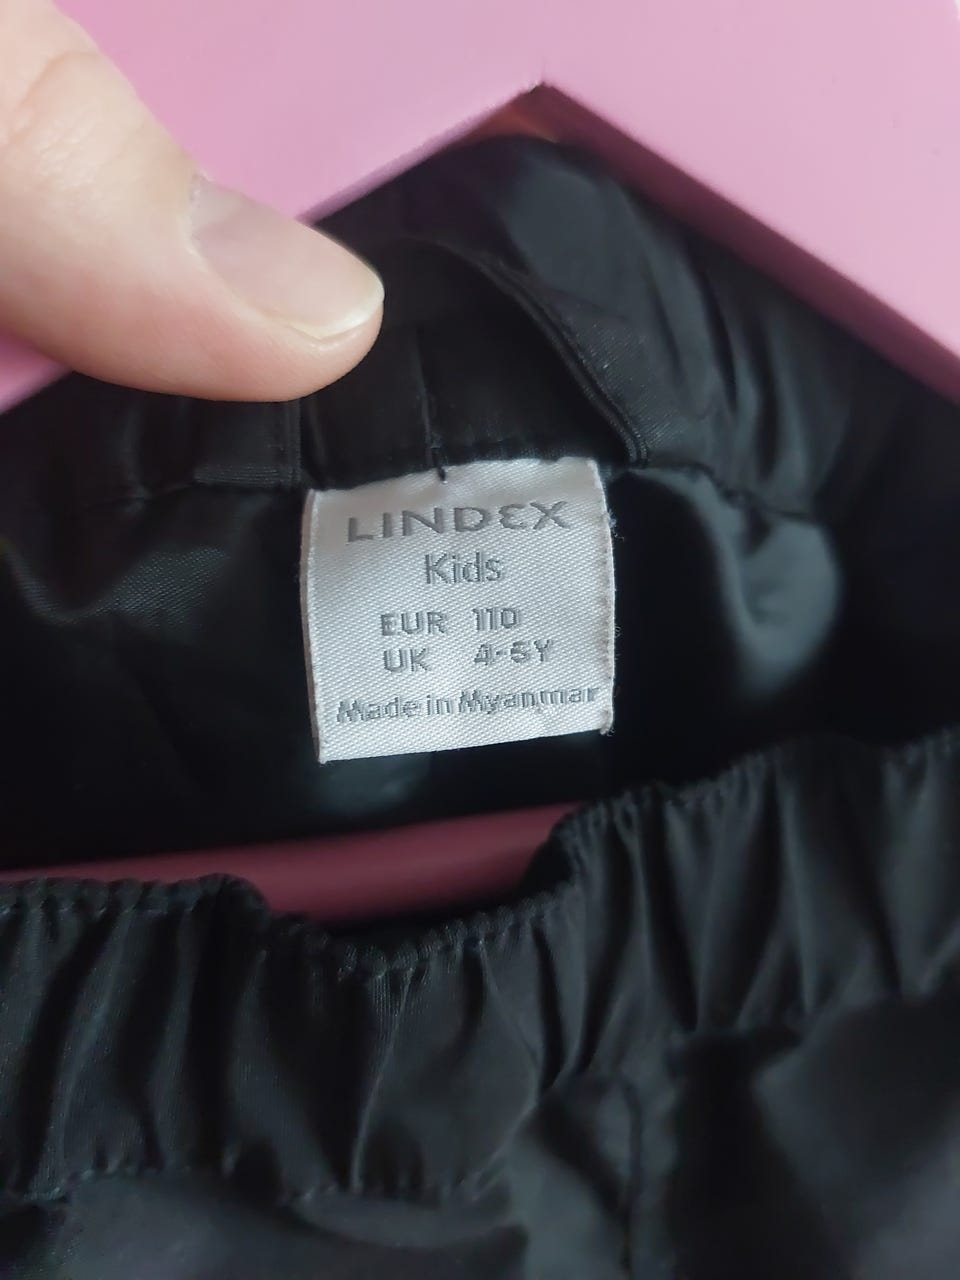 LINDEX
Kids
EUR 110
UK 4-5Y
Made in Myanmar